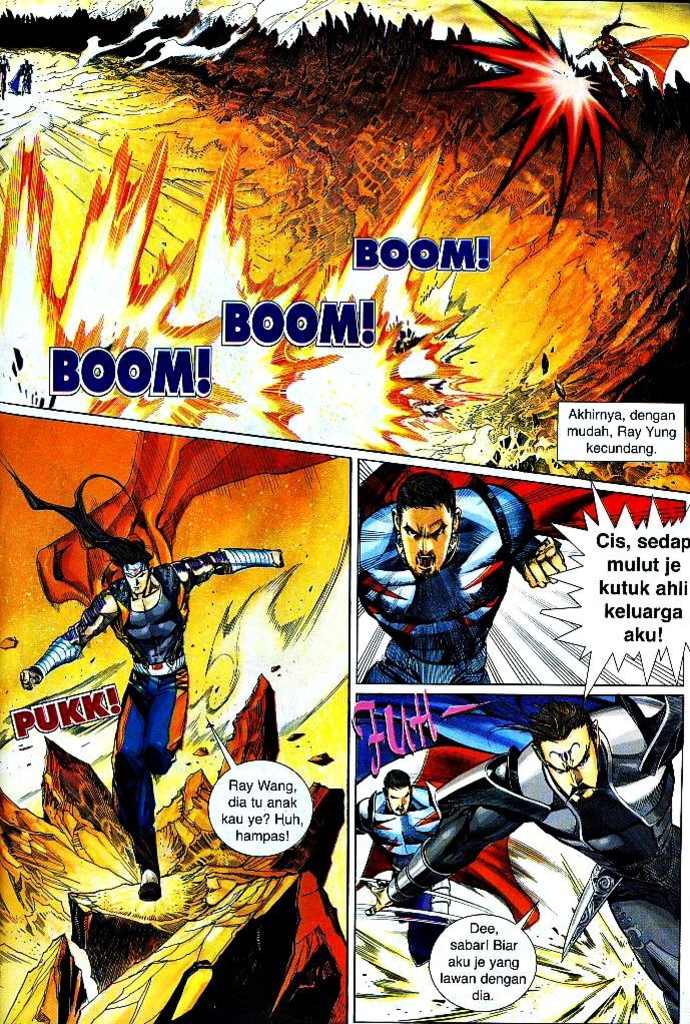 BOOM!
BOOM!
BOOM!
Akhirnya, dengan
mudah, Ray Yung
kecundang.
PUKK!
Ray Wang,
dia tu anak
kau ye? Huh,
hampas!
Cis, sedap
mulut je
kutuk ahli
keluarga
aku!
FUH
Dee,
sabar! Biar
aku je yang
lawan dengan
dia.